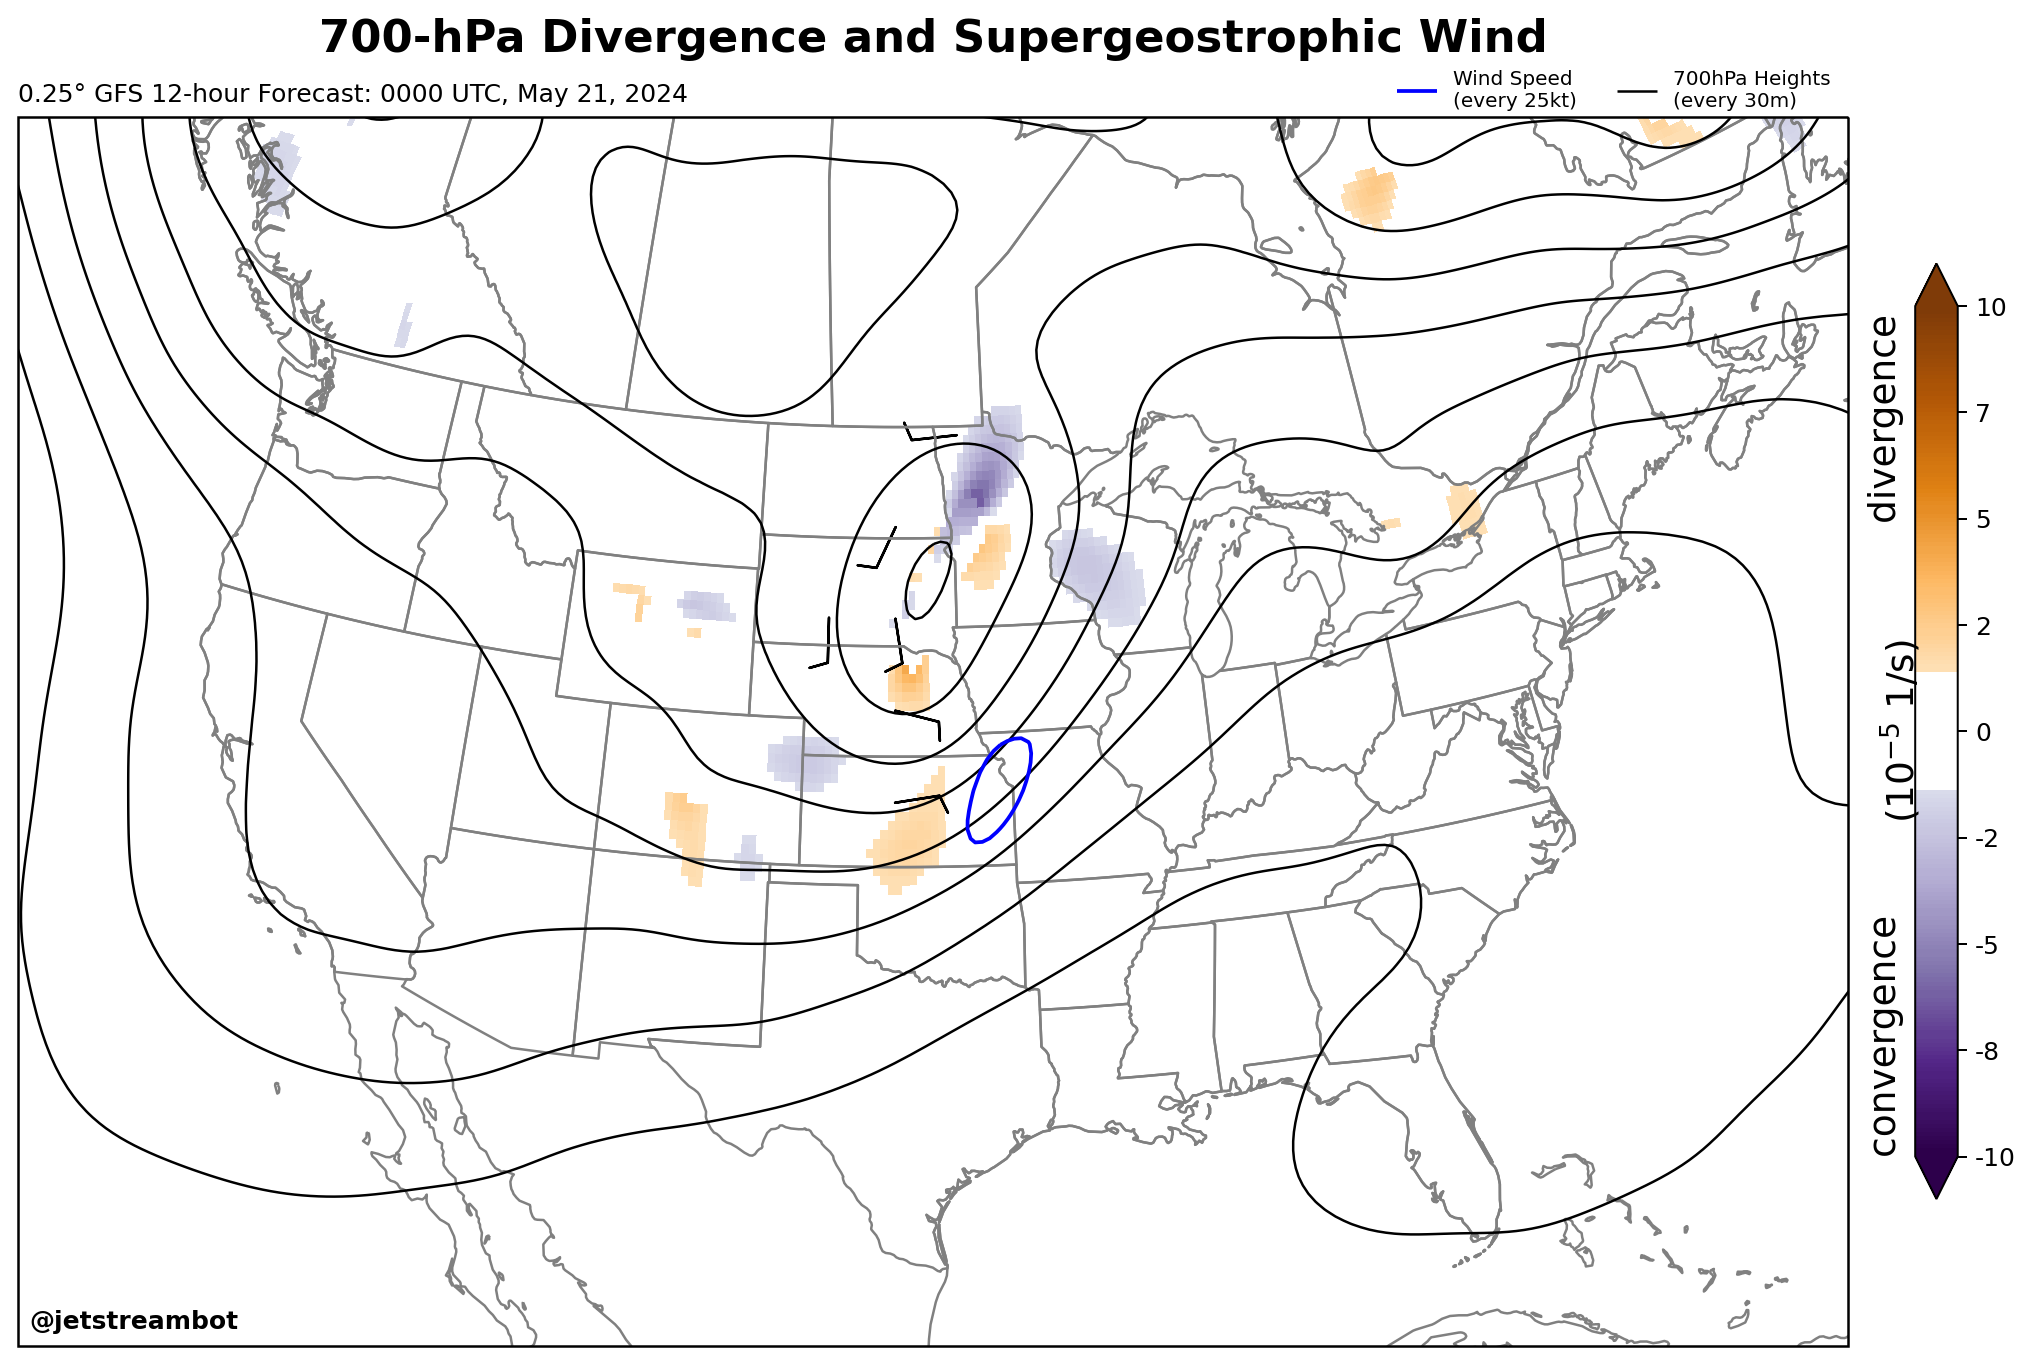 700-hPa Divergence and Supergeostrophic Wind
0.25° GFS 12-hour Forecast: 0000 UTC, May 21, 2024
Wind Speed
(every 25kt)
700hPa Heights
(every 30m)
10
7
5
2
0
-2
-5
-8
-10
convergence
(10⁻⁵ 1/s)
divergence
@jetstreambot